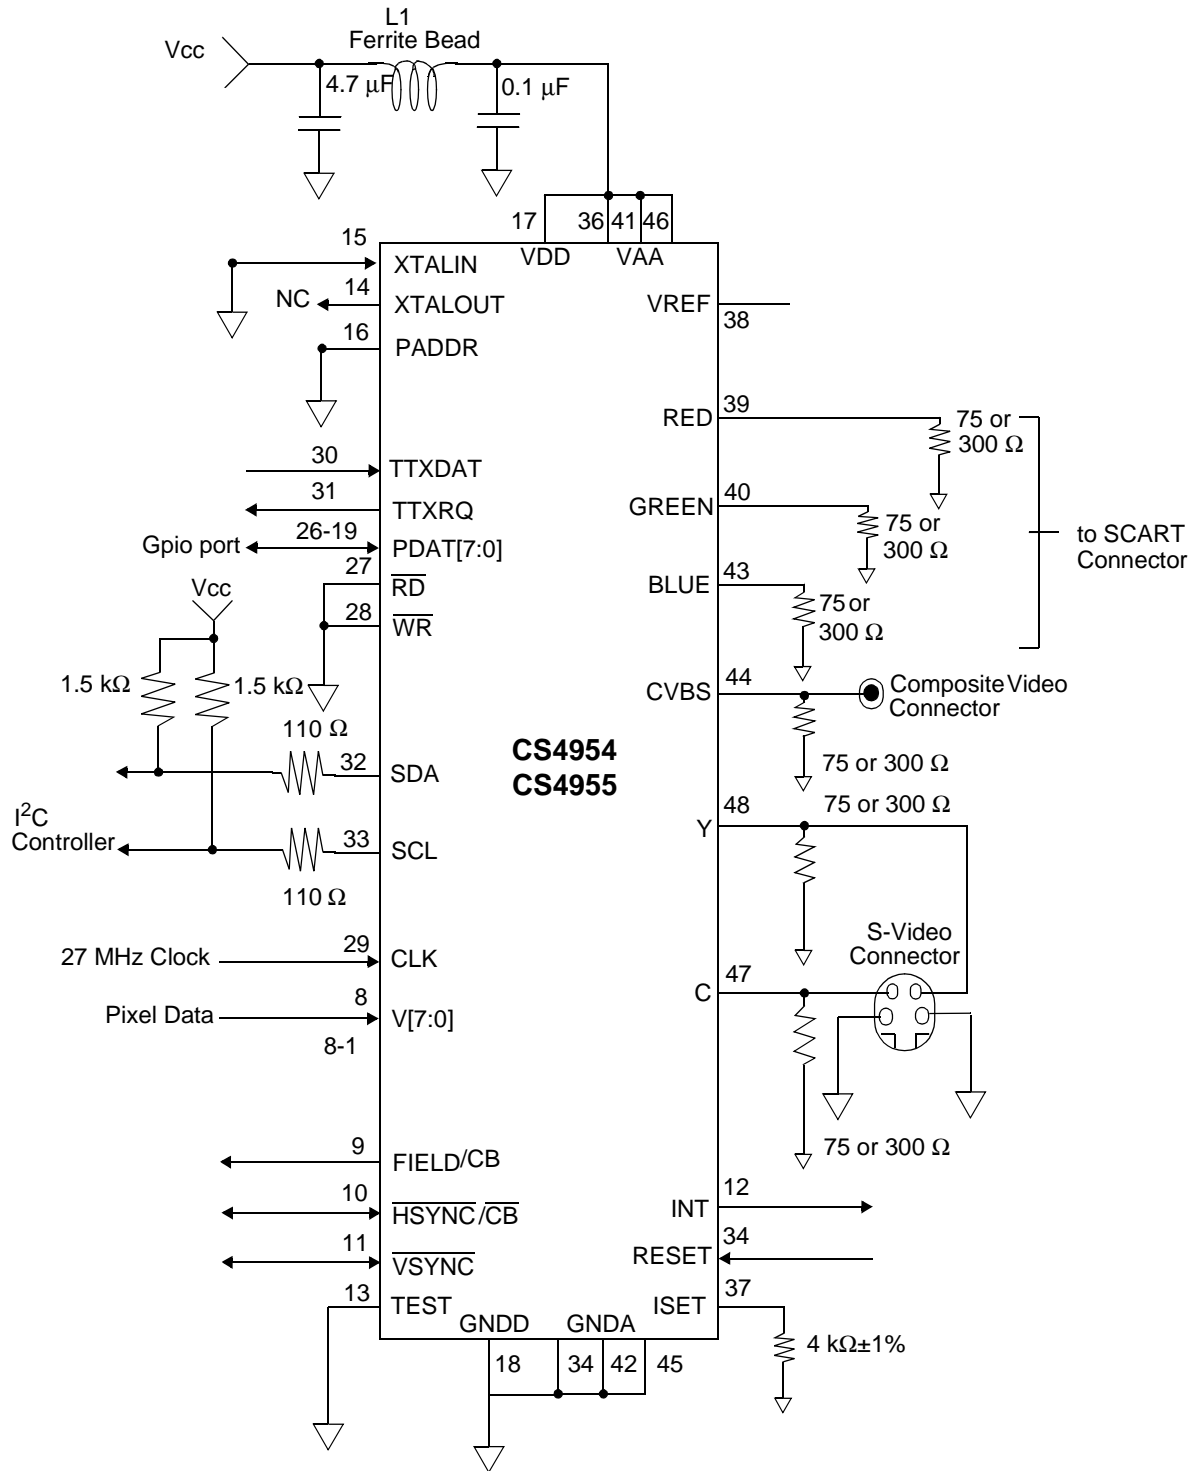 L1
Ferrite Bead
Vcc
4.7 µF
0.1 µF
17
36
41
46
VDD
VAA
15
XTALIN
NC
14
XTALOUT
16
PADDR
VREF
38
RED
39
75 or
300 Ω
30
TTXDAT
31
TTXRQ
GREEN
40
75 or
300 Ω
to SCART
Connector
Gpio port
26-19
PDAT[7:0]
27
RD
28
WR
BLUE
43
75 or
300 Ω
Vcc
1.5 kΩ
1.5 kΩ
CVBS
44
Composite Video
Connector
75 or 300 Ω
110 Ω
32
SDA
CS4954
CS4955
I²C
Controller
33
SCL
110 Ω
Y
48
75 or 300 Ω
27 MHz Clock
29
CLK
S-Video
Connector
C
47
Pixel Data
8
V[7:0]
8-1
75 or 300 Ω
9
FIELD/CB
10
HSYNC/CB
11
VSYNC
13
TEST
INT
12
RESET
34
ISET
37
4 kΩ±1%
GNDD
GNDA
18
34
42
45